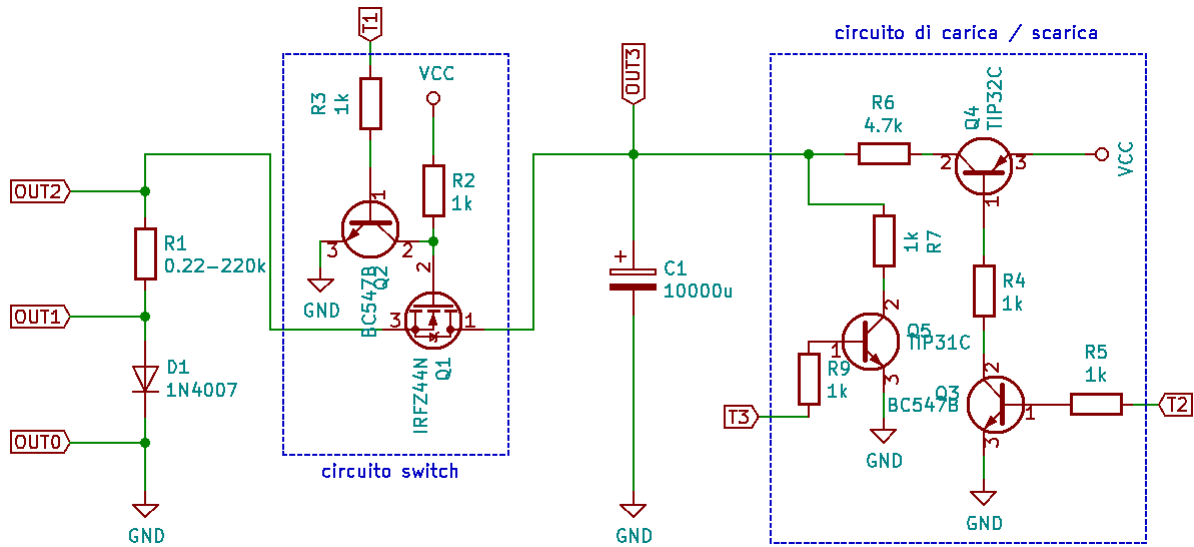 circuito di carica / scarica
T1
R3
1k
VCC
R2
1k
1
3
2
GND
BC547B
Q2
2
3
1
IRFZ44N
Q1
circuito switch
OUT2
R1
0.22-220k
OUT1
D1
1N4007
OUT0
GND
OUT3
+
C1
10000u
GND
R6
4.7k
Q4
TIP32C
2
3
1
VCC
1k
R7
R4
1k
2
Q5
TIP31C
1
3
R9
1k
T3
GND
2
Q3
BC547B
1
3
R5
1k
T2
GND